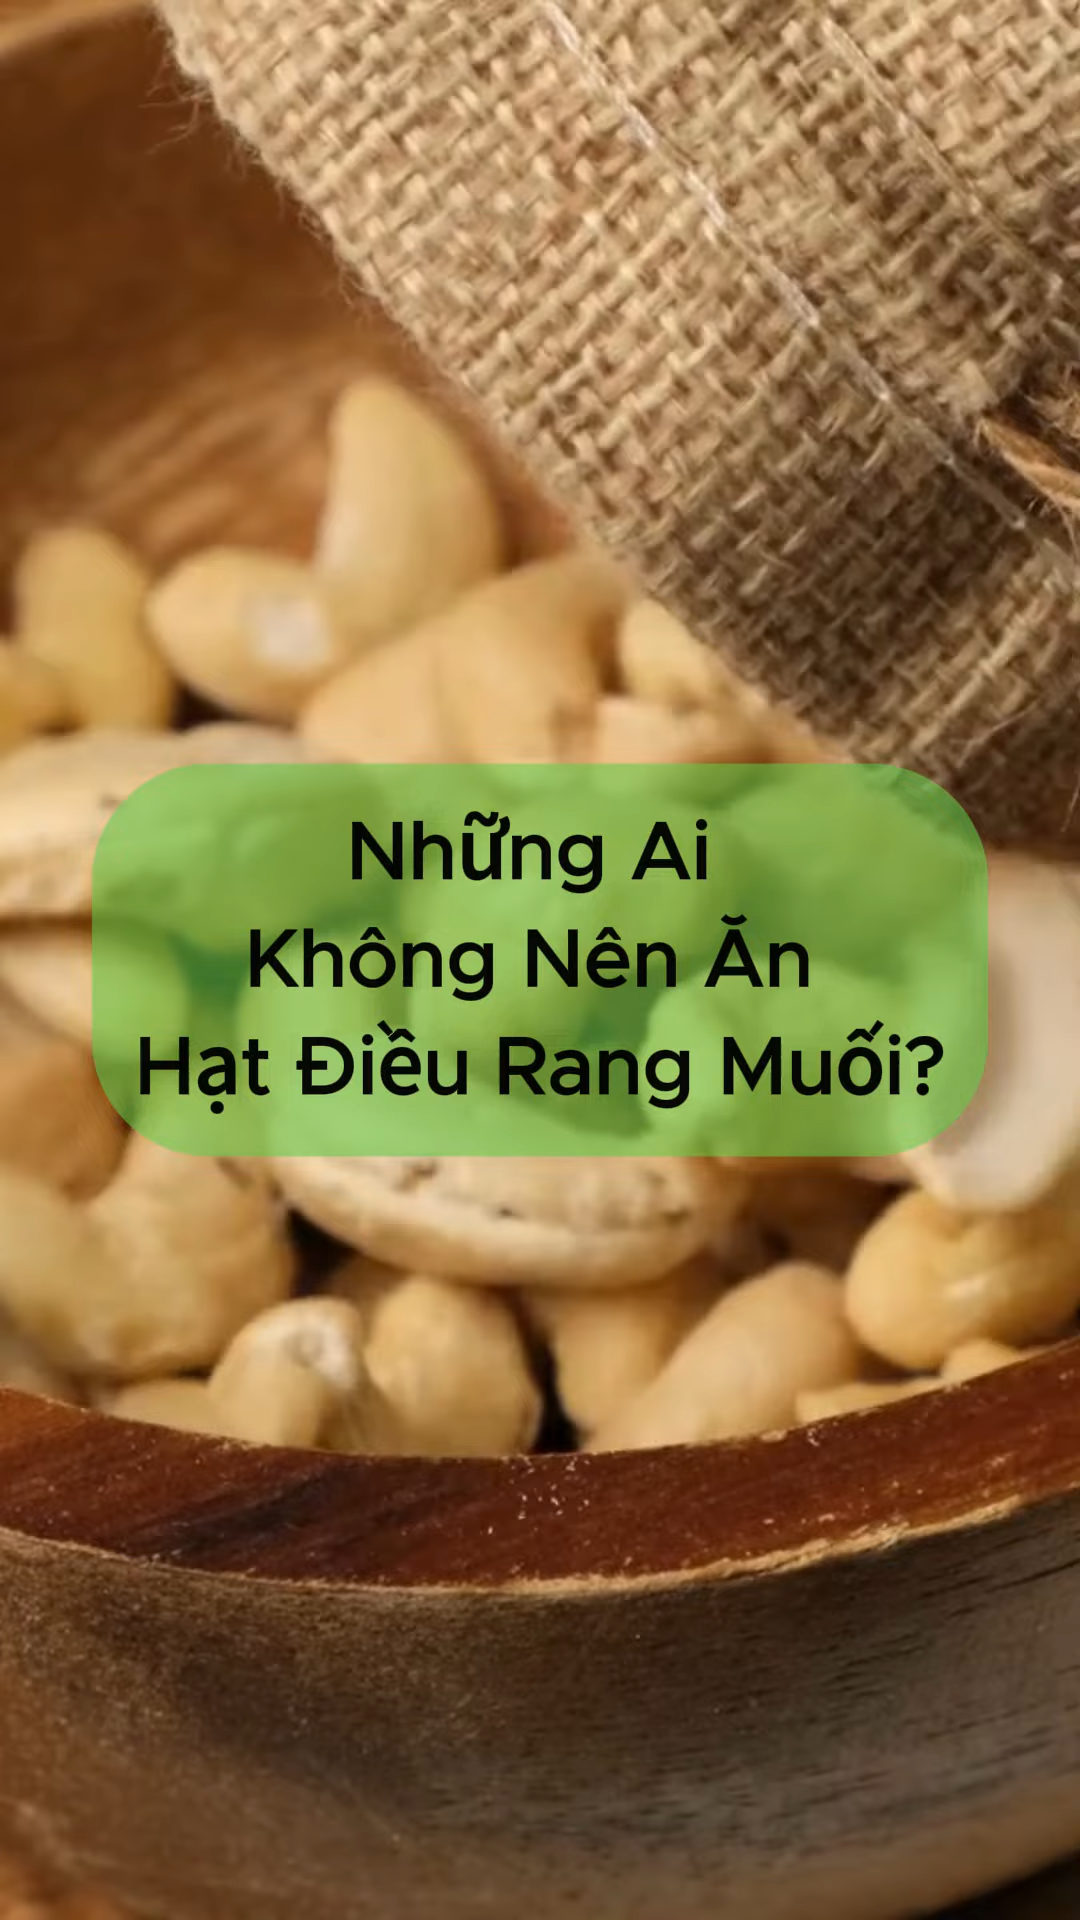 Những Ai
Không Nên Ăn
Hạt Điều Rang Muối?